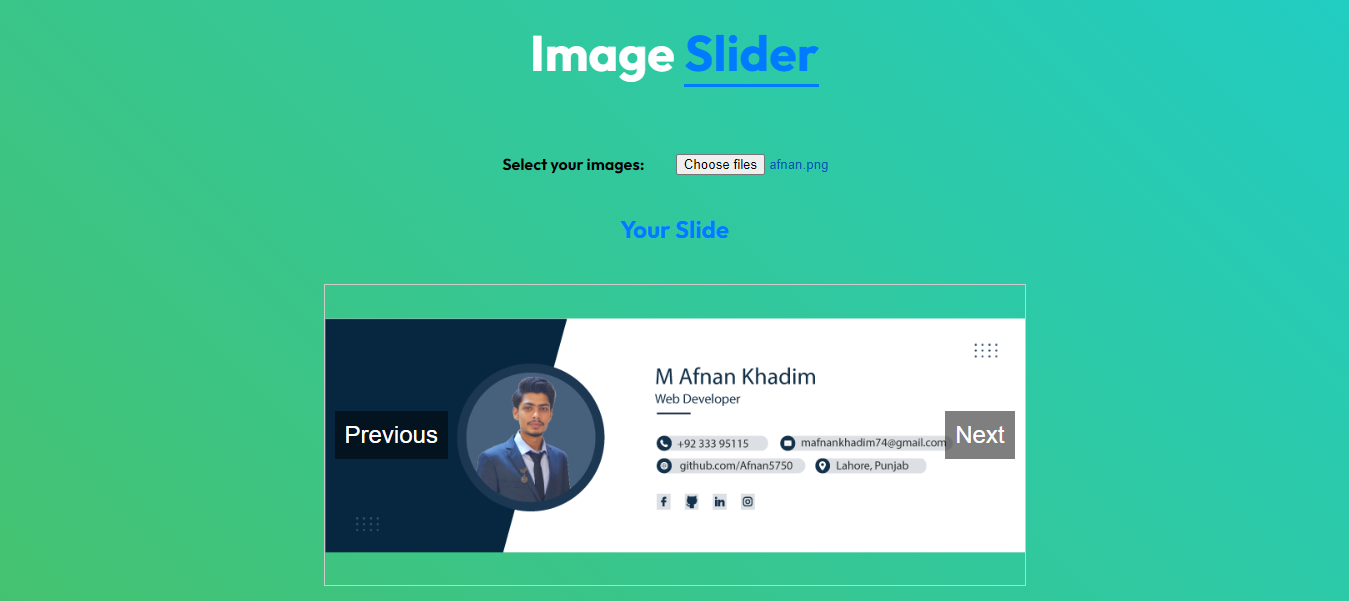 Image Slider
Select your images: Choose files afnan.png
Your Slide
M Afnan Khadim
Web Developer
Previous
Next
+92 333 95115 mafnankhadim74@gmail.com
github.com/Afnan5750 Lahore, Punjab